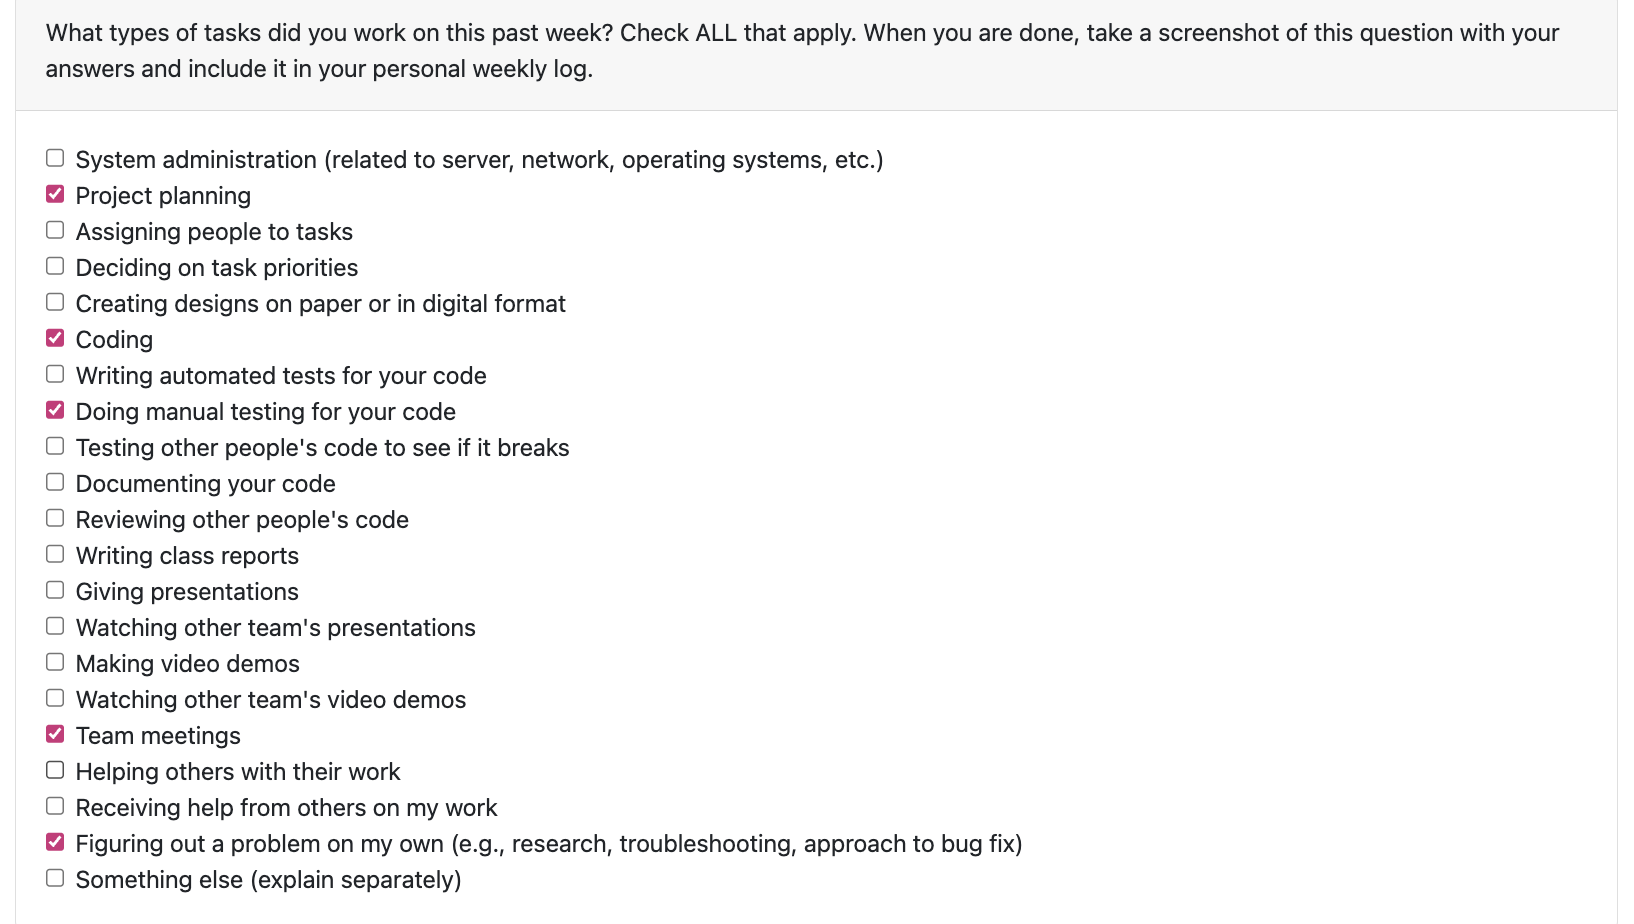 What types of tasks did you work on this past week? Check ALL that apply. When you are done, take a screenshot of this question with your
answers and include it in your personal weekly log.
System administration (related to server, network, operating systems, etc.)
Project planning
Assigning people to tasks
Deciding on task priorities
Creating designs on paper or in digital format
Coding
Writing automated tests for your code
Doing manual testing for your code
Testing other people's code to see if it breaks
Documenting your code
Reviewing other people's code
Writing class reports
Giving presentations
Watching other team's presentations
Making video demos
Watching other team's video demos
Team meetings
Helping others with their work
Receiving help from others on my work
Figuring out a problem on my own (e.g., research, troubleshooting, approach to bug fix)
Something else (explain separately)